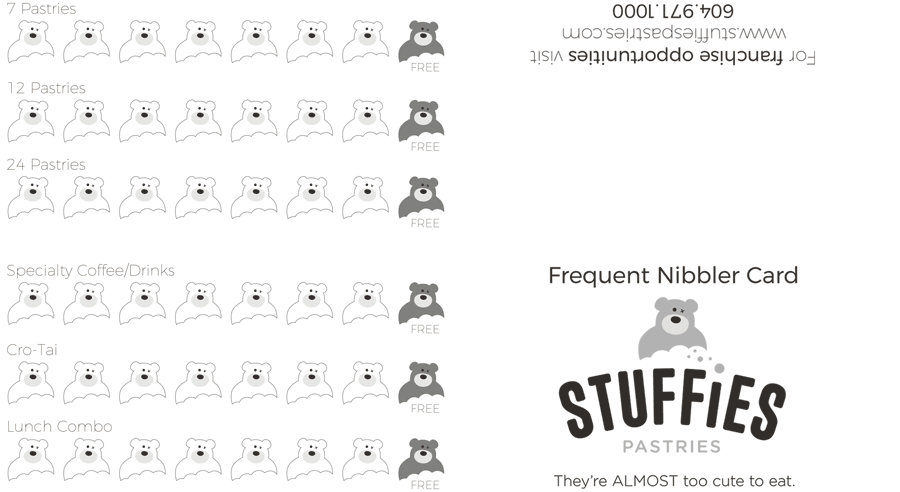 7 Pastries
FREE
12 Pastries
FREE
24 Pastries
FREE
Specialty Coffee/Drinks
FREE
Cro-Tai
FREE
Lunch Combo
FREE
For franchise opportunities visit
www.stuffiespastries.com
604.971.1000
Frequent Nibbler Card
STUFFiES
PASTRIES
They're ALMOST too cute to eat.